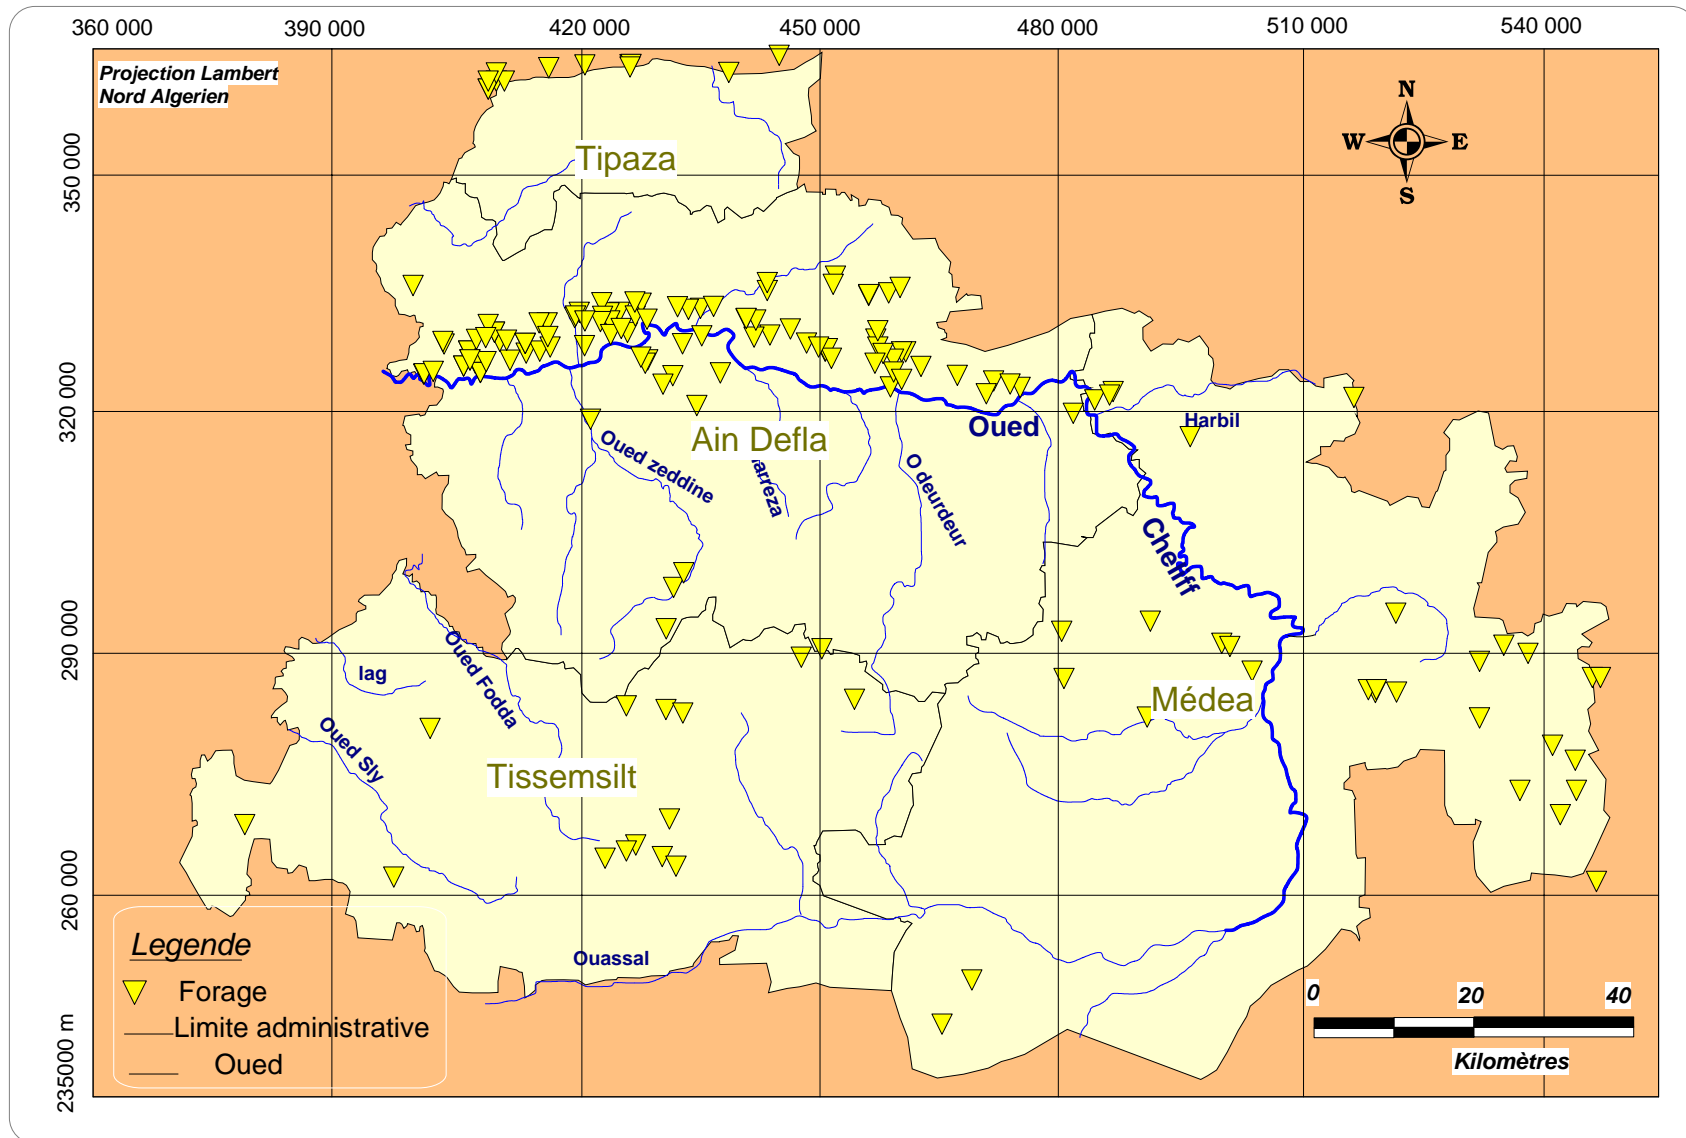 360 000
390 000
420 000
450 000
480 000
510 000
540 000
Projection Lambert
Nord Algerien
N
W
E
S
350 000
Tipaza
320 000
Ain Defla
Oued
Harbil
Oued zeddine
arreza
O deurdeur
Cheliff
290 000
lag
Oued Fodda
Oued Sly
Médea
Tissemsilt
260 000
Ouassal
Legende
Forage
Limite administrative
Oued
0
20
40
Kilomètres
235000 m